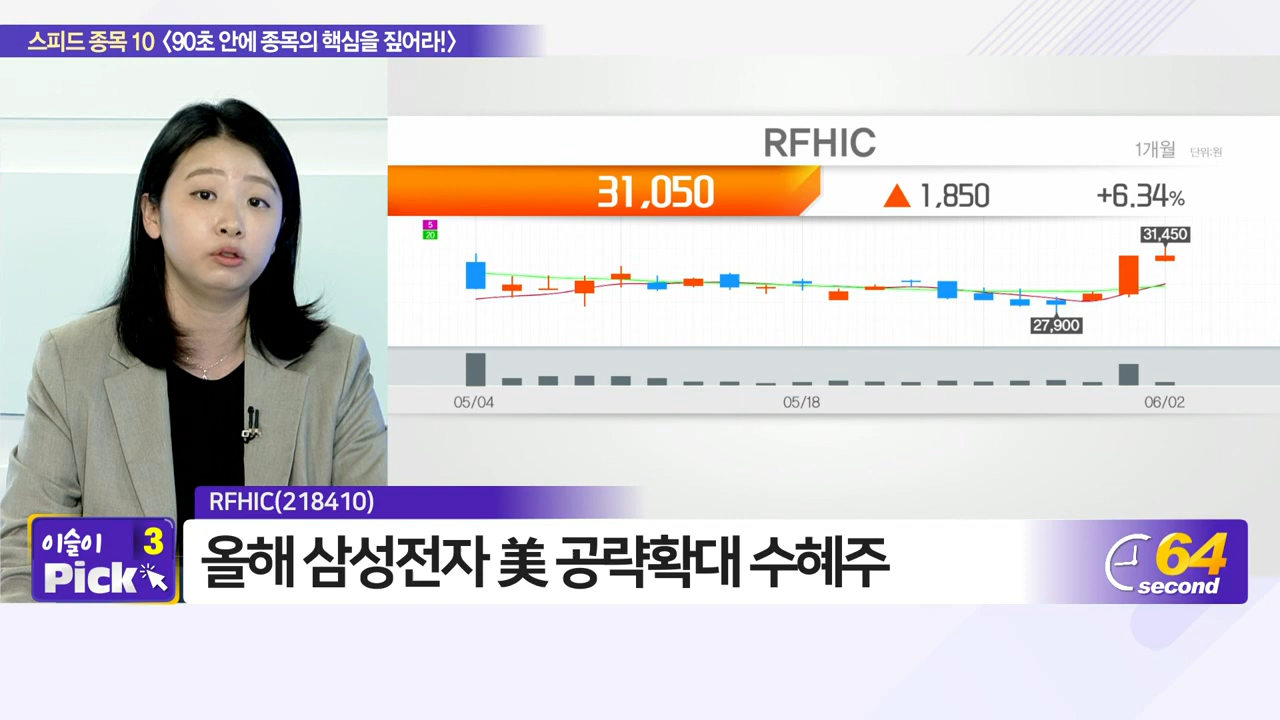 스피드 종목 10 <90초 안에 종목의 핵심을 짚어라!>
RFHIC
1개월 단위:원
31,050 ▲ 1,850 +6.34%
5
20
31,450
27,900
05/04 05/18 06/02
RFHIC(218410)
이슬이 3
Pick
올해 삼성전자 美 공략확대 수혜주
64
second